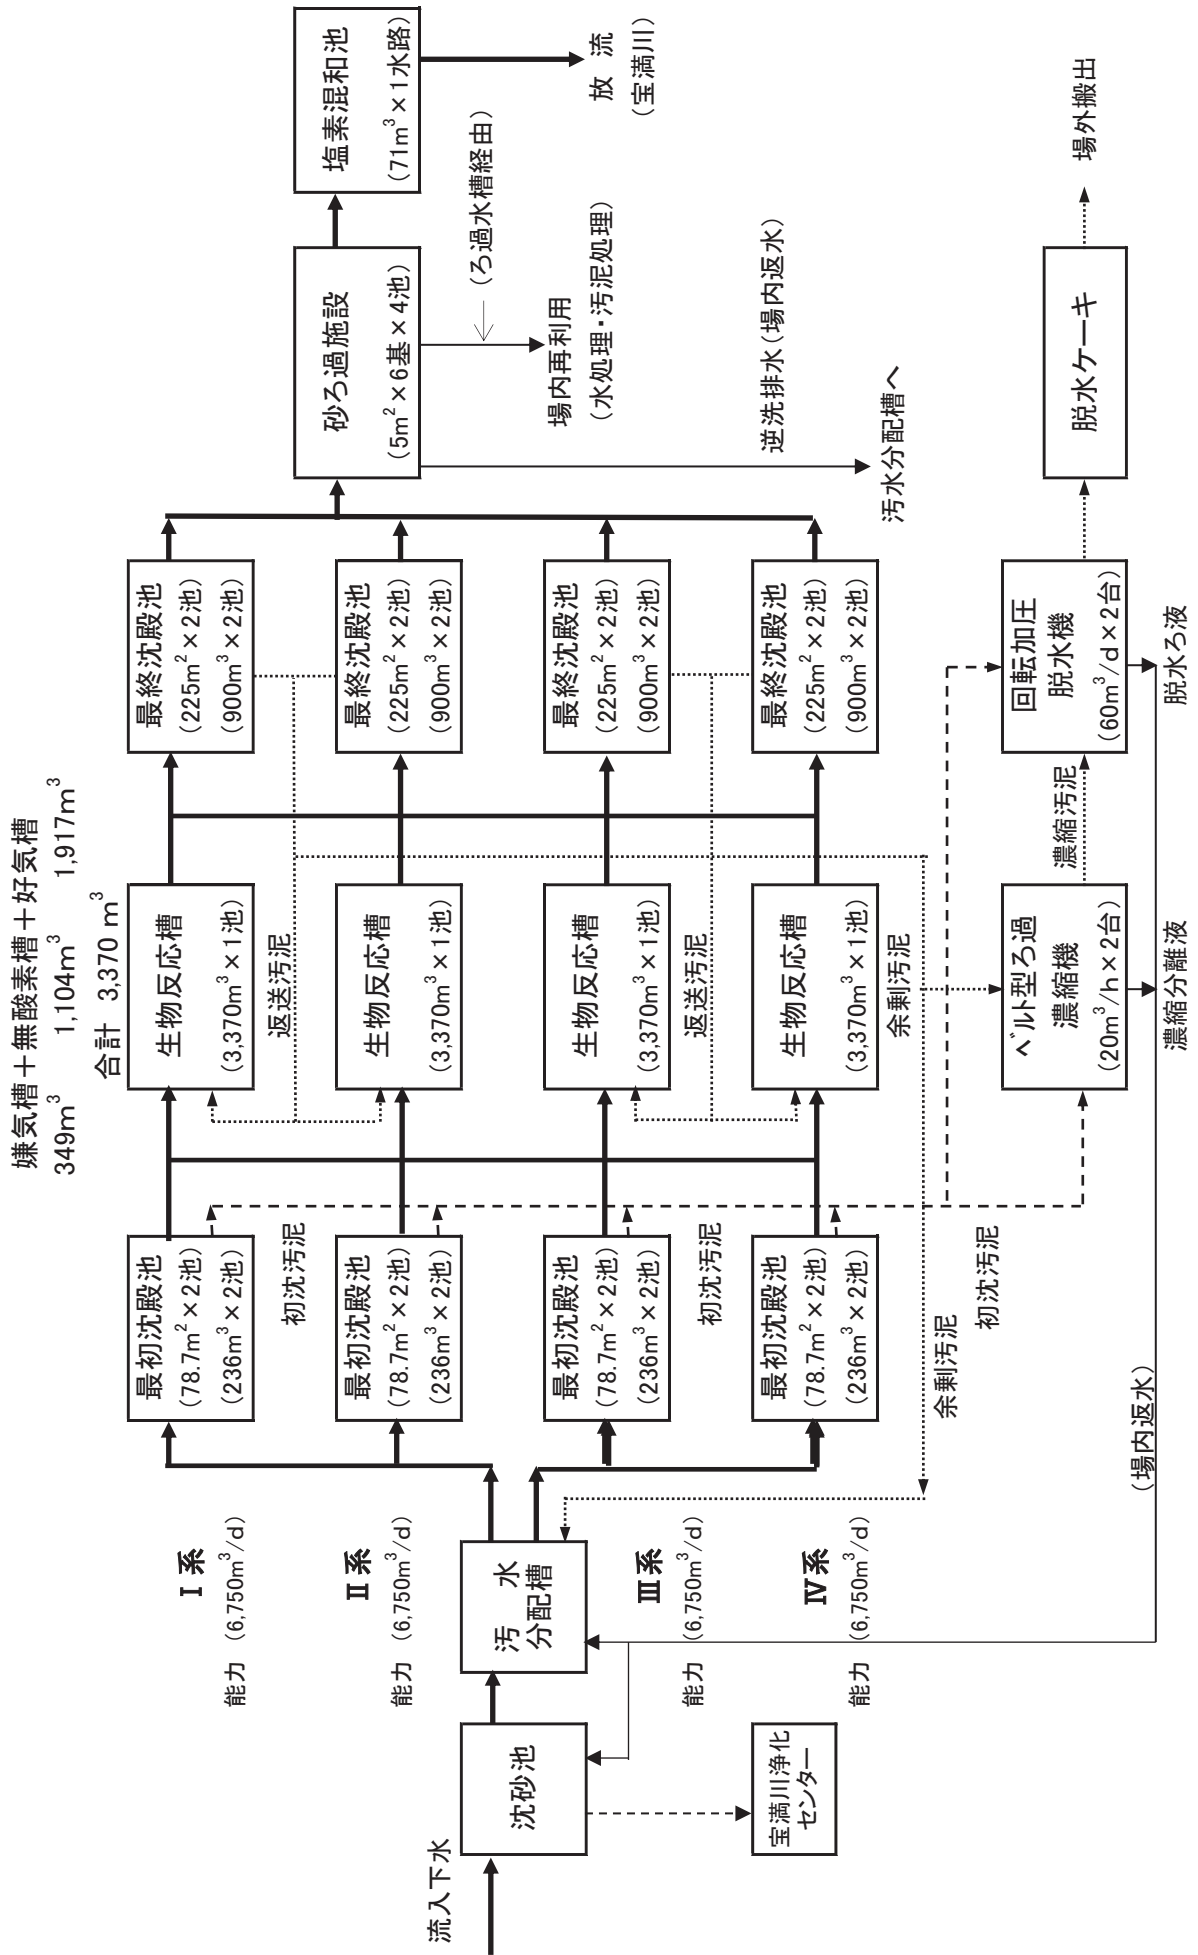 嫌気槽＋無酸素槽＋好気槽
349m³ 1,104m³ 1,917m³
合計 3,370 m³
流入下水
沈砂池
宝満川浄化
センター
汚 水
分配槽
Ⅰ系
能力 (6,750m³/d)
Ⅱ系
能力 (6,750m³/d)
Ⅲ系
能力 (6,750m³/d)
Ⅳ系
能力 (6,750m³/d)
最初沈殿池
(78.7m²×2池)
(236m³×2池)
初沈汚泥
最初沈殿池
(78.7m²×2池)
(236m³×2池)
最初沈殿池
(78.7m²×2池)
(236m³×2池)
初沈汚泥
最初沈殿池
(78.7m²×2池)
(236m³×2池)
余剰汚泥
初沈汚泥
(場内返水)
生物反応槽
(3,370m³×1池)
返送汚泥
生物反応槽
(3,370m³×1池)
生物反応槽
(3,370m³×1池)
返送汚泥
生物反応槽
(3,370m³×1池)
余剰汚泥
最終沈殿池
(225m²×2池)
(900m³×2池)
最終沈殿池
(225m²×2池)
(900m³×2池)
最終沈殿池
(225m²×2池)
(900m³×2池)
最終沈殿池
(225m²×2池)
(900m³×2池)
砂ろ過施設
(5m²×6基×4池)
(ろ過水槽経由)
場内再利用
(水処理・汚泥処理)
逆洗排水(場内返水)
汚水分配槽へ
塩素混和池
(71m³×1水路)
放 流
(宝満川)
ベルト型ろ過
濃縮機
(20m³/h×2台)
濃縮分離液
濃縮汚泥
回転加圧
脱水機
(60m³/d×2台)
脱水ろ液
脱水ケーキ
場外搬出